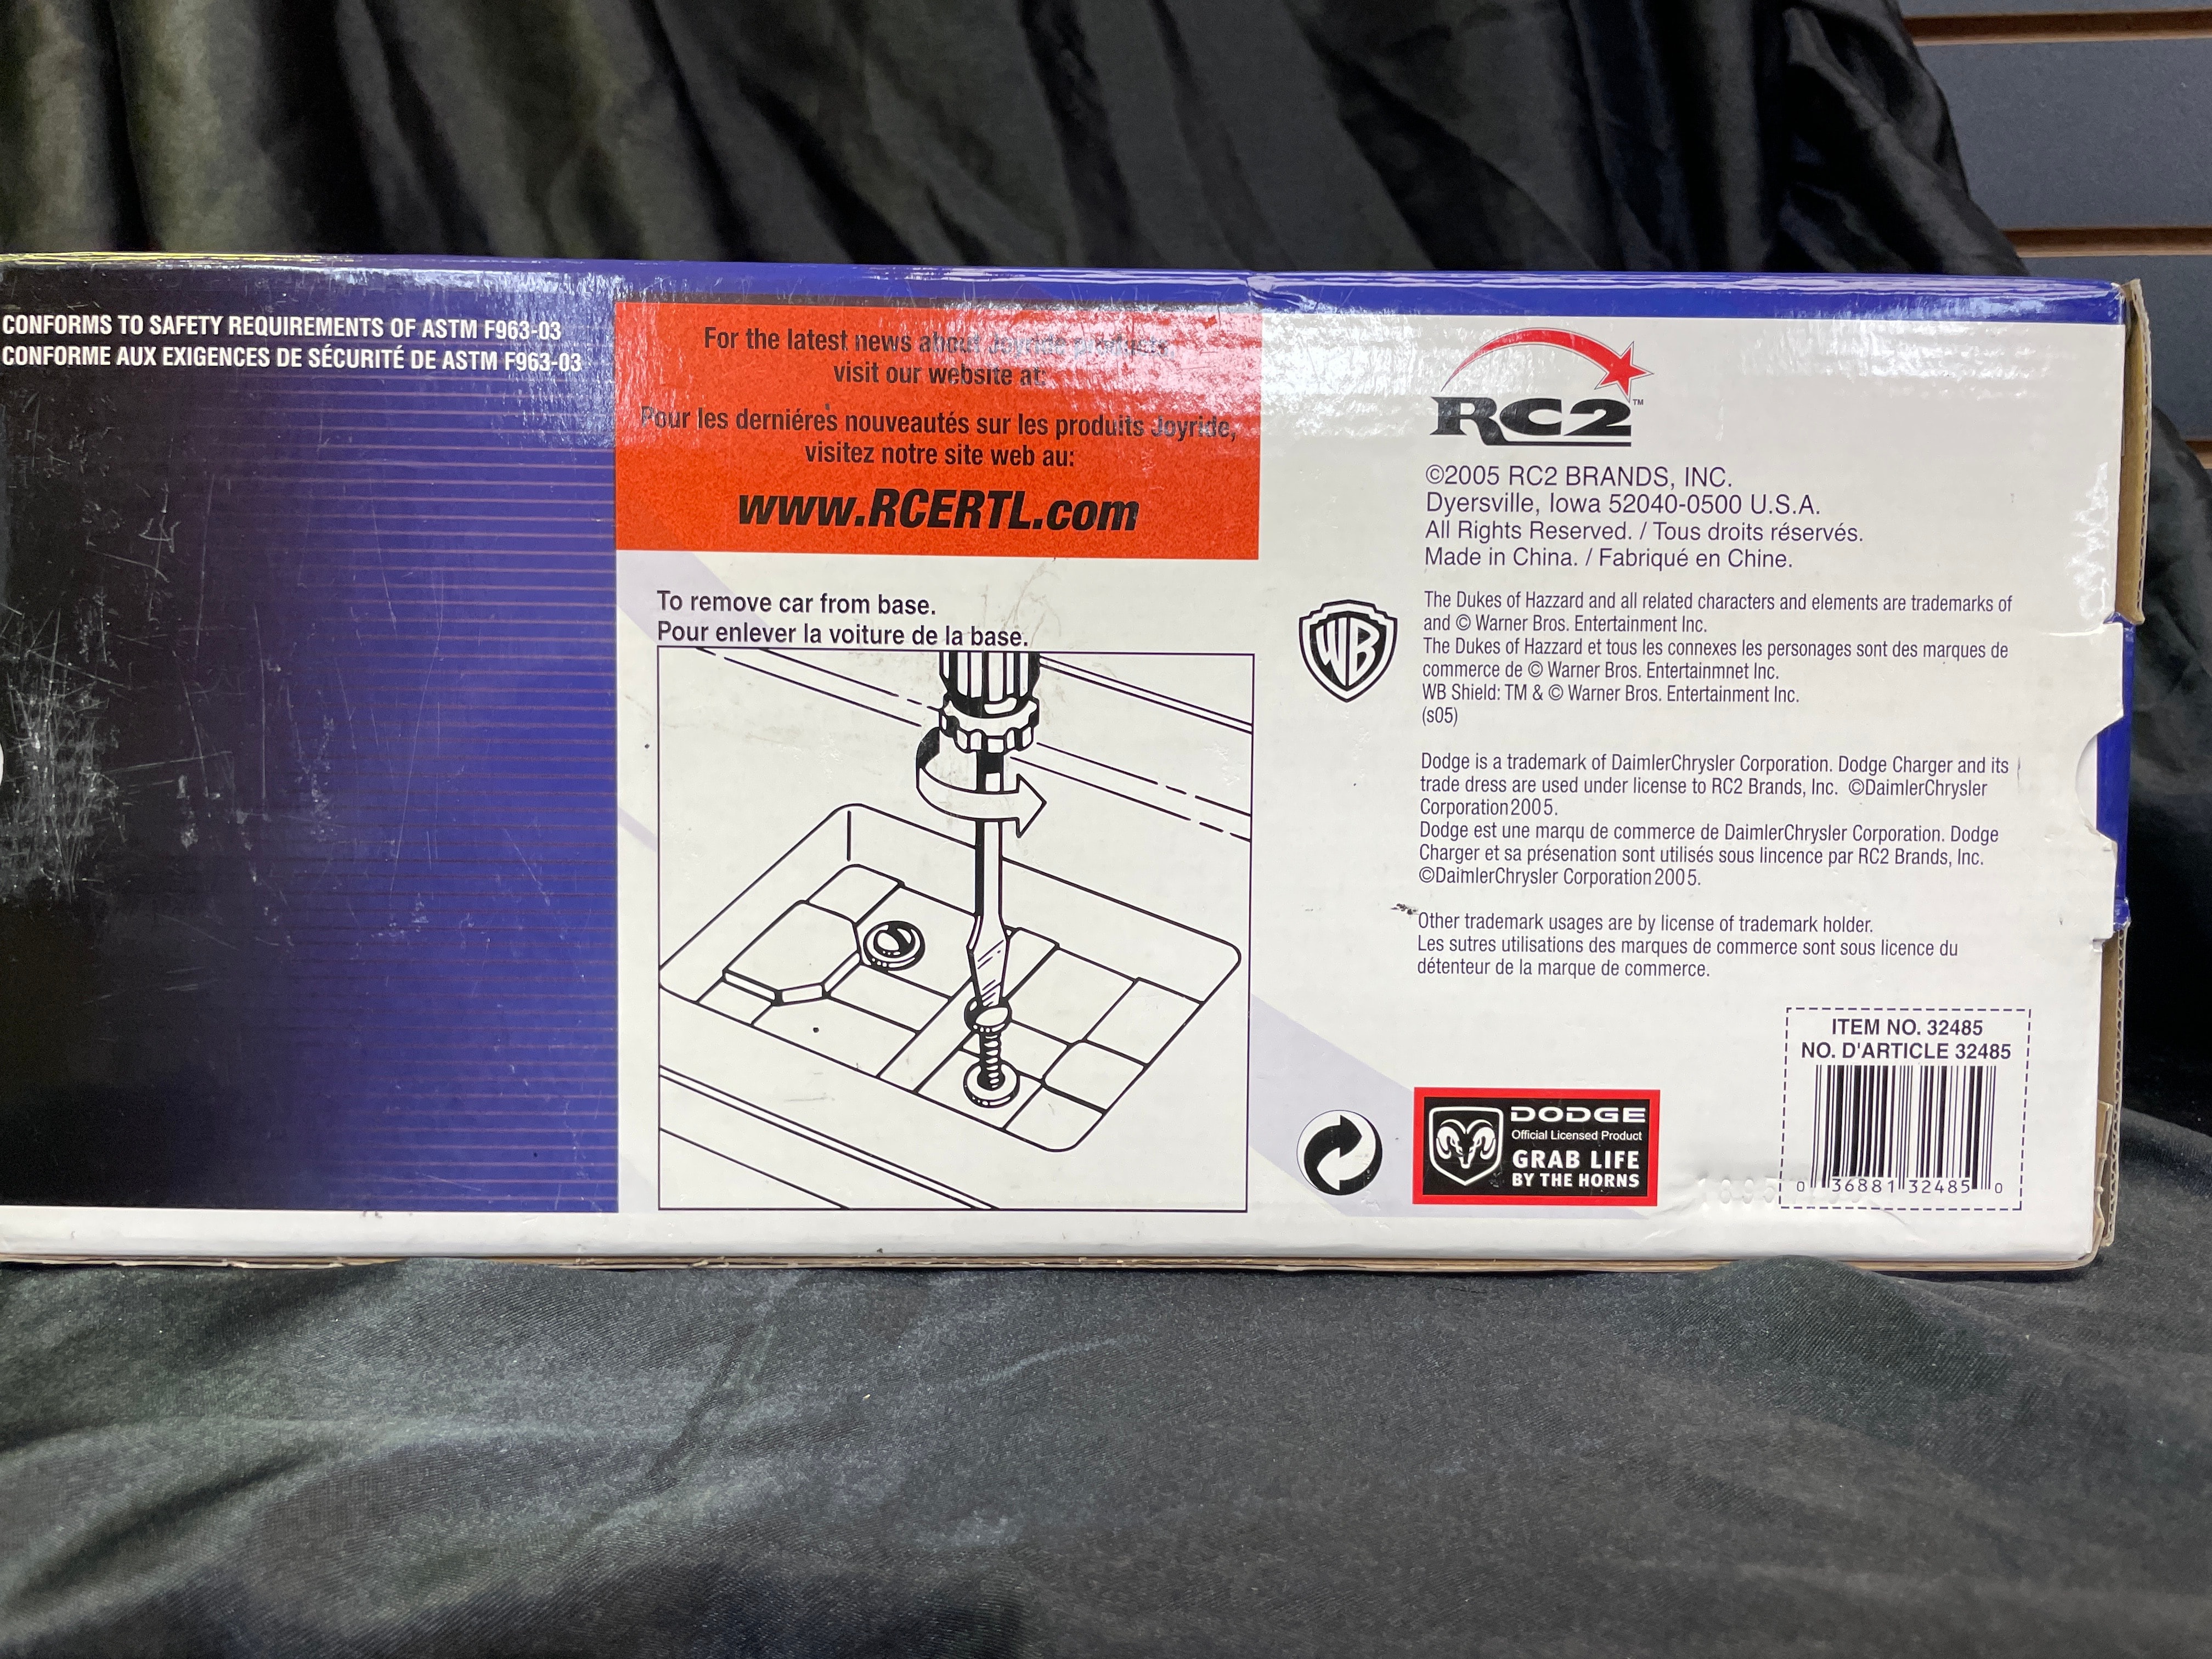 CONFORMS TO SAFETY REQUIREMENTS OF ASTM F963-03
CONFORME AUX EXIGENCES DE SÉCURITÉ DE ASTM F963-03
For the latest news about Joyride products,
visit our website at:
Pour les derniéres nouveautés sur les produits Joyride,
visitez notre site web au:
www.RCERTL.com
To remove car from base.
Pour enlever la voiture de la base.
RC2™
©2005 RC2 BRANDS, INC.
Dyersville, Iowa 52040-0500 U.S.A.
All Rights Reserved. / Tous droits réservés.
Made in China. / Fabriqué en Chine.
WB
The Dukes of Hazzard and all related characters and elements are trademarks of
and © Warner Bros. Entertainment Inc.
The Dukes of Hazzard et tous les connexes les personages sont des marques de
commerce de © Warner Bros. Entertainmnet Inc.
WB Shield: TM & © Warner Bros. Entertainment Inc.
(s05)
Dodge is a trademark of DaimlerChrysler Corporation. Dodge Charger and its
trade dress are used under license to RC2 Brands, Inc. ©DaimlerChrysler
Corporation 2005.
Dodge est une marqu de commerce de DaimlerChrysler Corporation. Dodge
Charger et sa présenation sont utilisés sous lincence par RC2 Brands, Inc.
©DaimlerChrysler Corporation 2005.
Other trademark usages are by license of trademark holder.
Les sutres utilisations des marques de commerce sont sous licence du
détenteur de la marque de commerce.
DODGE
Official Licensed Product
GRAB LIFE
BY THE HORNS
ITEM NO. 32485
NO. D'ARTICLE 32485
0 36881 32485 0